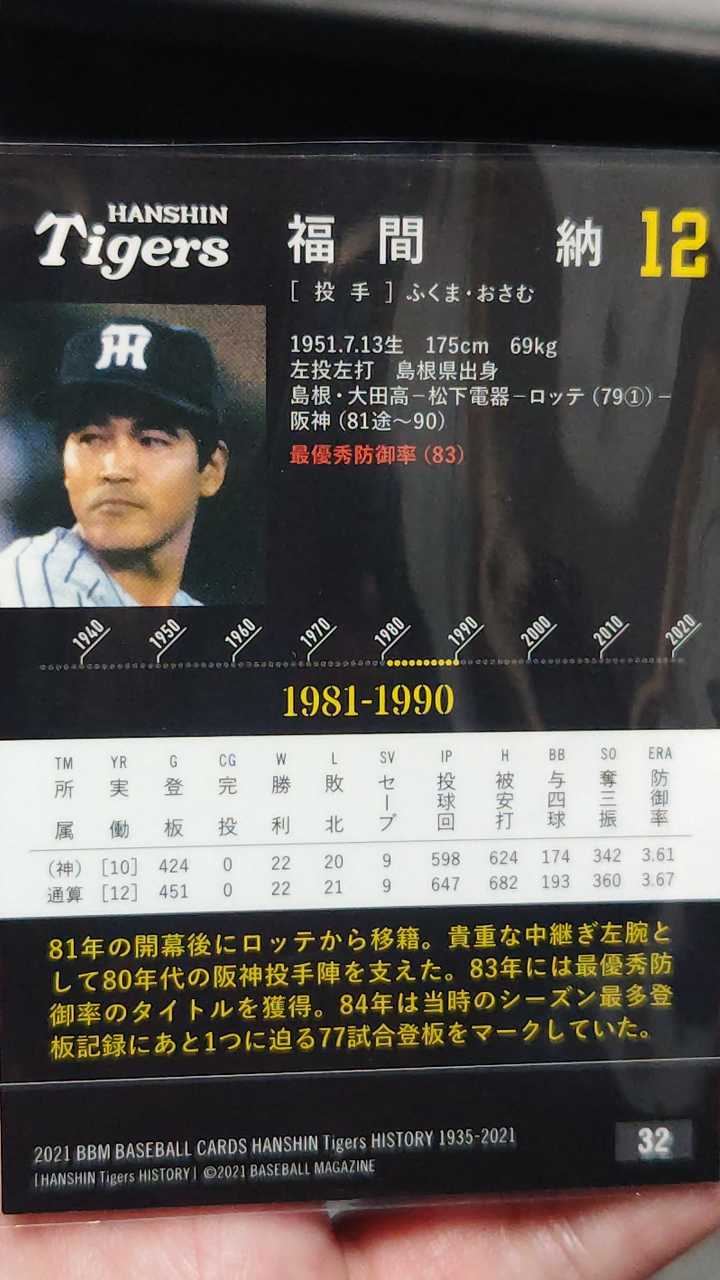 HANSHIN
Tigers
福間 納 12
[投手] ふくま・おさむ
1951.7.13生 175cm 69kg
左投左打 島根県出身
島根・大田高－松下電器－ロッテ (79①)－
阪神 (81途～90)
最優秀防御率 (83)
1940 1950 1960 1970 1980 1990 2000 2010 2020
1981-1990
TM YR G CG W L SV IP H BB SO ERA
所属 実働 登板 完投 勝利 敗北 セーブ 投球回 被安打 与四球 奪三振 防御率
(神) [10] 424 0 22 20 9 598 624 174 342 3.61
通算 [12] 451 0 22 21 9 647 682 193 360 3.67
81年の開幕後にロッテから移籍。貴重な中継ぎ左腕と
して80年代の阪神投手陣を支えた。83年には最優秀防
御率のタイトルを獲得。84年は当時のシーズン最多登
板記録にあと1つに迫る77試合登板をマークしていた。
2021 BBM BASEBALL CARDS HANSHIN Tigers HISTORY 1935-2021
[HANSHIN Tigers HISTORY] ©2021 BASEBALL MAGAZINE
32